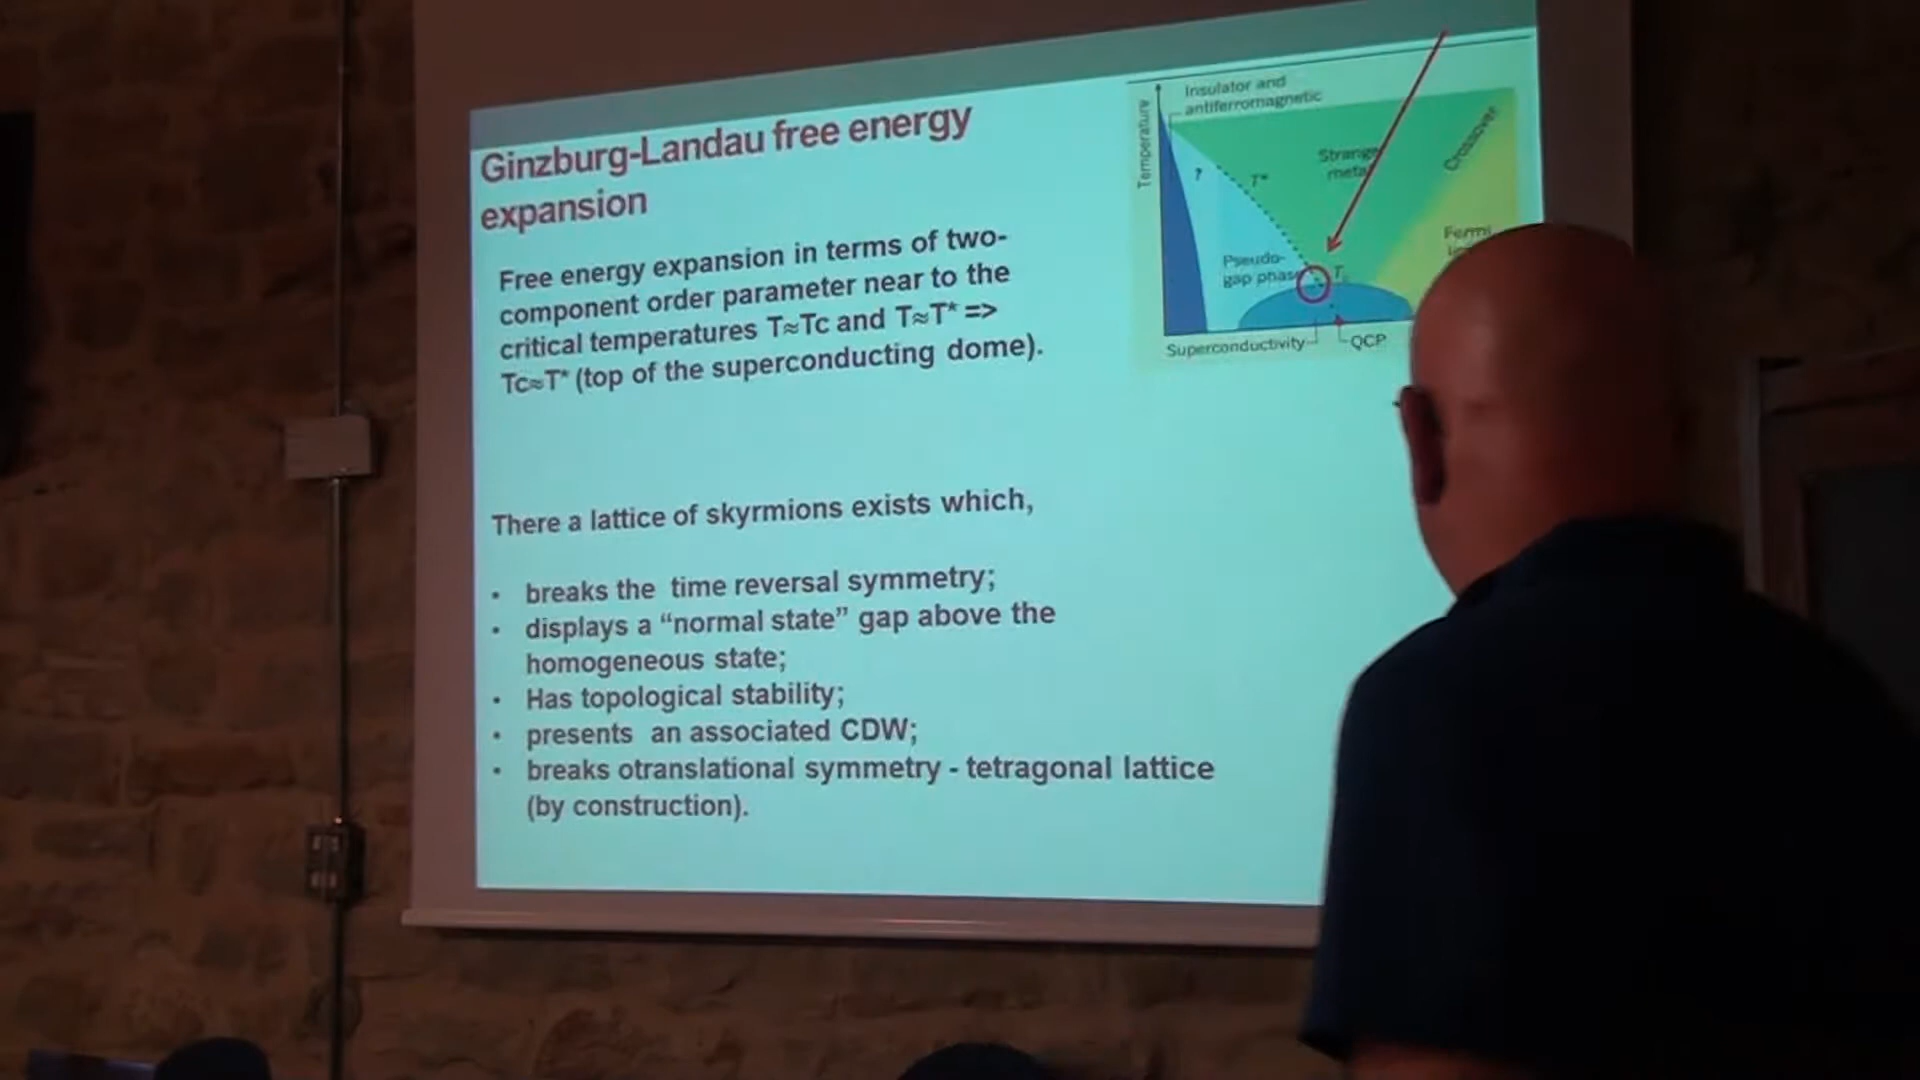 Ginzburg-Landau free energy
expansion
Free energy expansion in terms of two-
component order parameter near to the
critical temperatures T≈Tc and T≈T* =>
Tc≈T* (top of the superconducting dome).
There a lattice of skyrmions exists which,
• breaks the time reversal symmetry;
• displays a “normal state” gap above the
homogeneous state;
• Has topological stability;
• presents an associated CDW;
• breaks otranslational symmetry - tetragonal lattice
(by construction).
Temperature
Insulator and
antiferromagnetic
?
T*
Strange
metal
Crossover
Pseudo-
gap phase
Fermi
Superconductivity
QCP